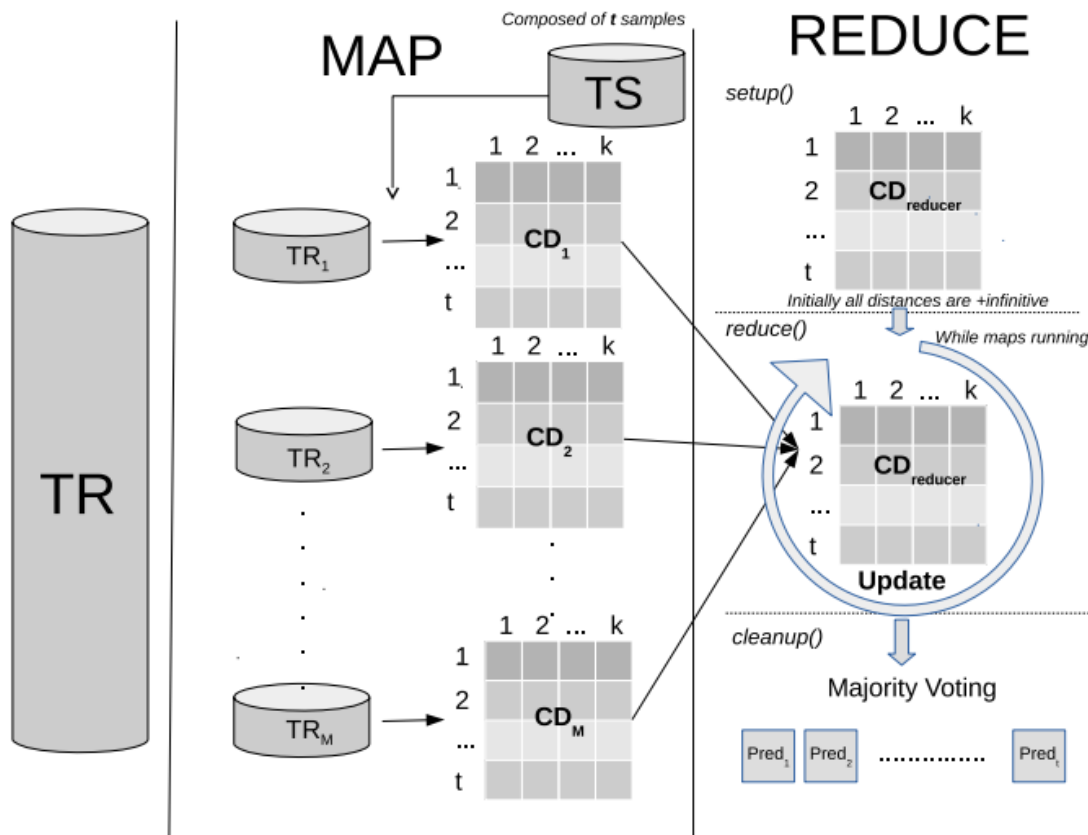 Composed of t samples
MAP
REDUCE
TS
setup()
1 2 ... k
1
2
...
t
CD1
TR1
1 2 ... k
1
2
...
t
CDreducer
Initially all distances are +infinitive
TR
1 2 ... k
1
2
...
t
CD2
TR2
reduce()
While maps running
1 2 ... k
1
2
...
t
CDreducer
Update
1 2 ... k
1
2
...
t
CDM
TRM
cleanup()
Majority Voting
Pred1 Pred2 ............... Predt